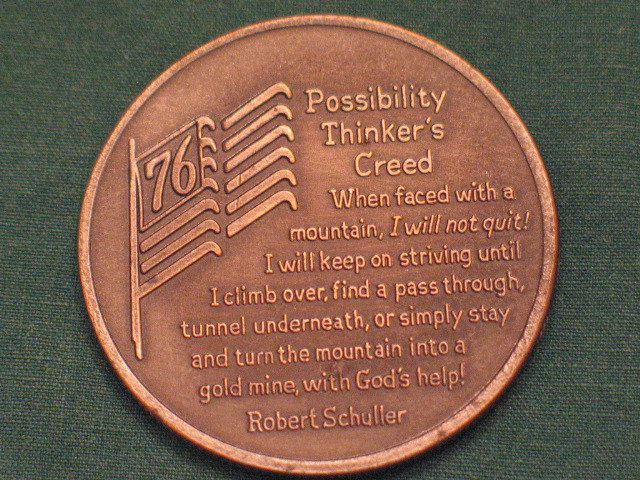 76
Possibility
Thinker's
Creed
When faced with a
mountain, I will not quit!
I will keep on striving until
I climb over, find a pass through,
tunnel underneath, or simply stay
and turn the mountain into a
gold mine, with God's help!
Robert Schuller